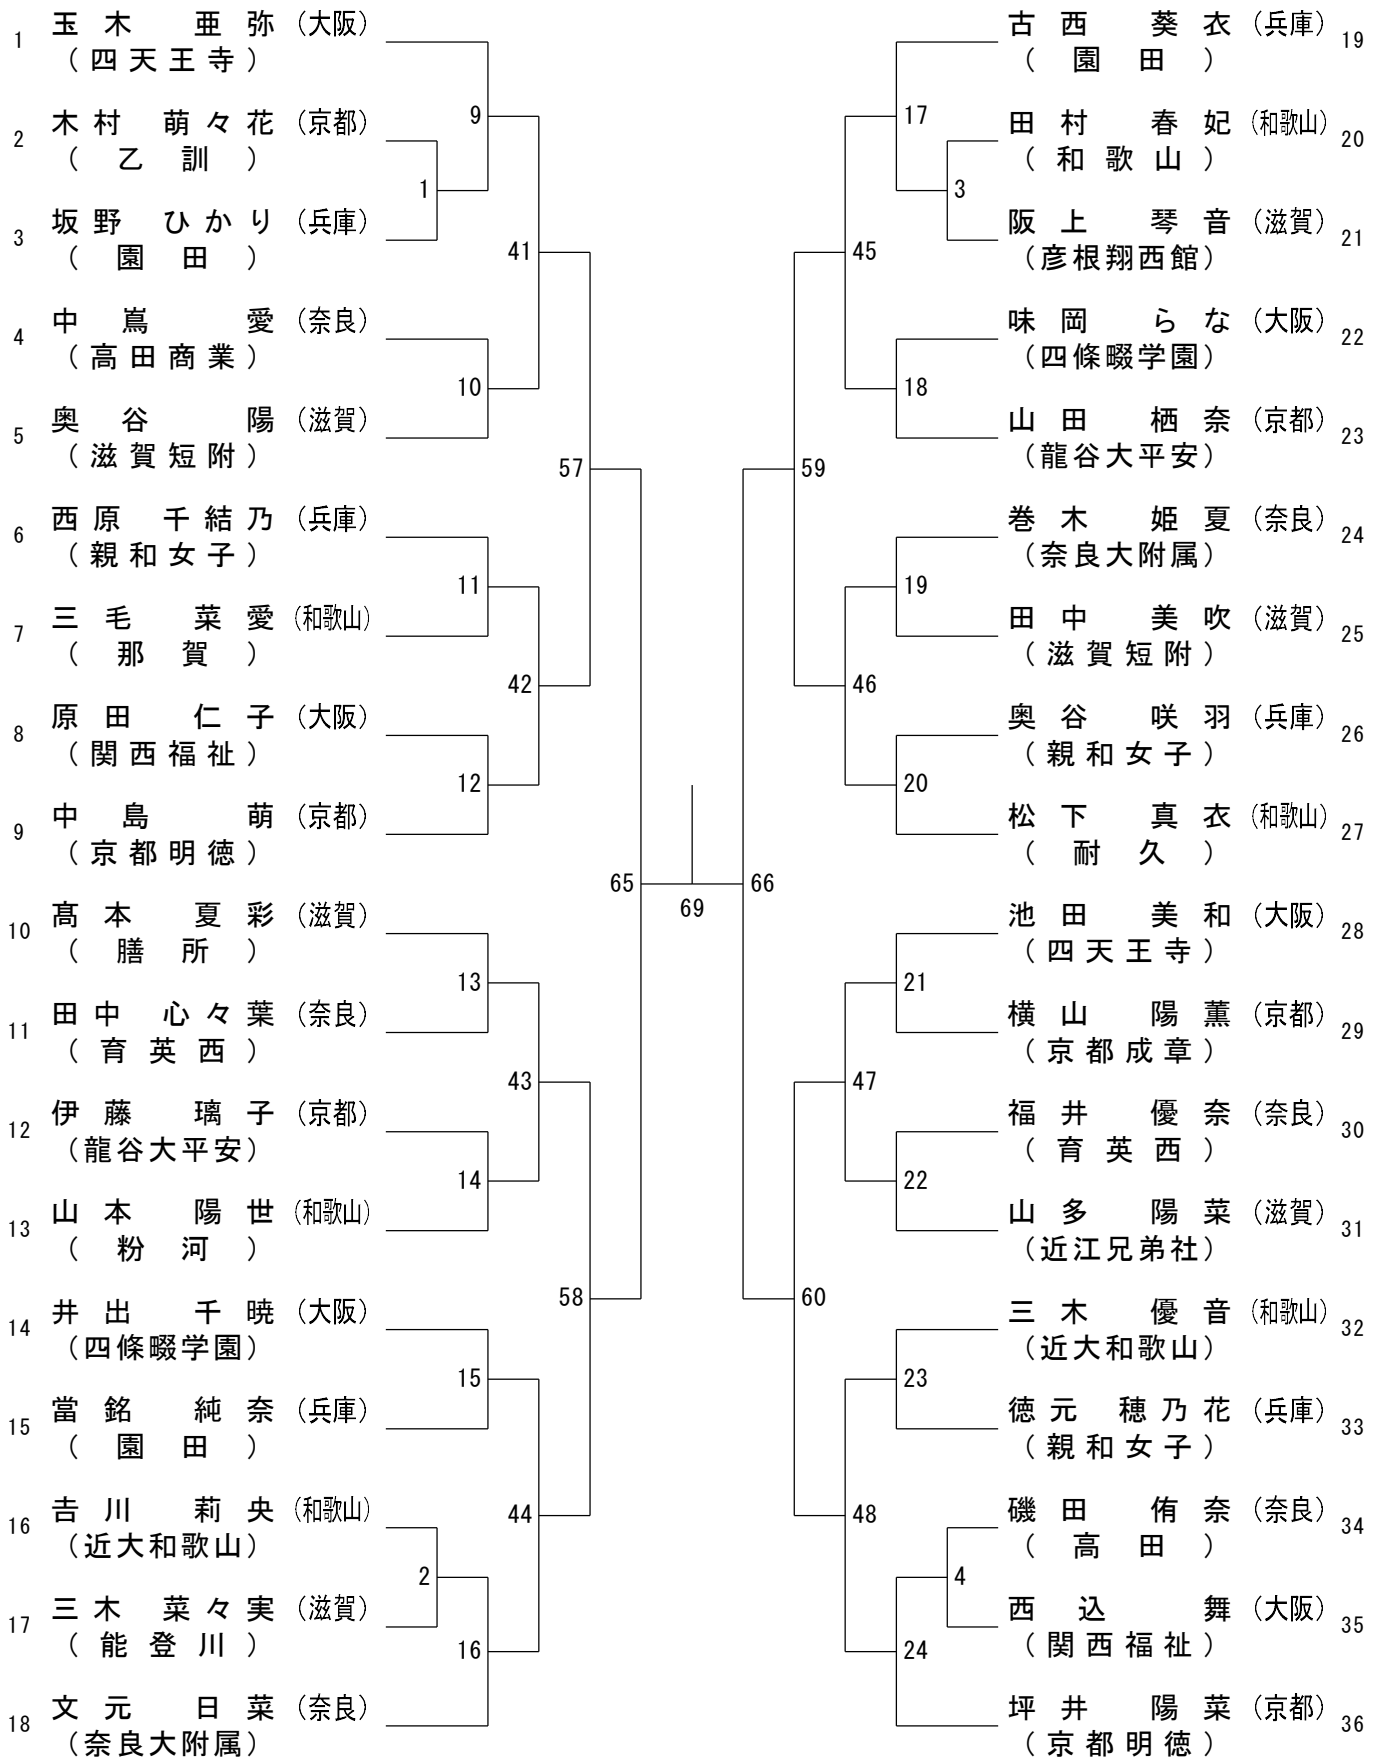 1 玉木 亜弥 (大阪)
(四天王寺)
2 木村 萌々花 (京都)
(乙訓)
3 坂野 ひかり (兵庫)
(園田)
4 中嶌 愛 (奈良)
(高田商業)
5 奥谷 陽 (滋賀)
(滋賀短附)
6 西原 千結乃 (兵庫)
(親和女子)
7 三毛 菜愛 (和歌山)
(那賀)
8 原田 仁子 (大阪)
(関西福祉)
9 中島 萌 (京都)
(京都明徳)
10 髙本 夏彩 (滋賀)
(膳所)
11 田中 心々葉 (奈良)
(育英西)
12 伊藤 璃子 (京都)
(龍谷大平安)
13 山本 陽世 (和歌山)
(粉河)
14 井出 千暁 (大阪)
(四條畷学園)
15 當銘 純奈 (兵庫)
(園田)
16 𠮷川 莉央 (和歌山)
(近大和歌山)
17 三木 菜々実 (滋賀)
(能登川)
18 文元 日菜 (奈良)
(奈良大附属)
9
1
41
10
57
11
42
12
65
13
43
14
58
15
44
2
16
69
66
17
3
45
18
59
19
46
20
21
47
22
60
23
48
4
24
古西 葵衣 (兵庫) 19
(園田)
田村 春妃 (和歌山) 20
(和歌山)
阪上 琴音 (滋賀) 21
(彦根翔西館)
味岡 らな (大阪) 22
(四條畷学園)
山田 栖奈 (京都) 23
(龍谷大平安)
巻木 姫夏 (奈良) 24
(奈良大附属)
田中 美吹 (滋賀) 25
(滋賀短附)
奥谷 咲羽 (兵庫) 26
(親和女子)
松下 真衣 (和歌山) 27
(耐久)
池田 美和 (大阪) 28
(四天王寺)
横山 陽薫 (京都) 29
(京都成章)
福井 優奈 (奈良) 30
(育英西)
山多 陽菜 (滋賀) 31
(近江兄弟社)
三木 優音 (和歌山) 32
(近大和歌山)
徳元 穂乃花 (兵庫) 33
(親和女子)
磯田 侑奈 (奈良) 34
(高田)
西込 舞 (大阪) 35
(関西福祉)
坪井 陽菜 (京都) 36
(京都明徳)